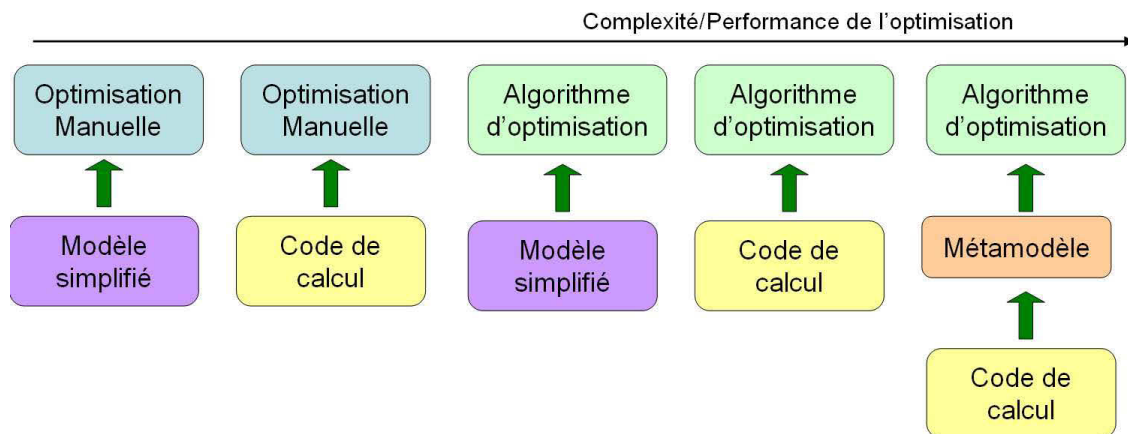 Complexité/Performance de l'optimisation
Optimisation
Manuelle
Optimisation
Manuelle
Algorithme
d'optimisation
Algorithme
d'optimisation
Algorithme
d'optimisation
Modèle
simplifié
Code de
calcul
Modèle
simplifié
Code de
calcul
Métamodèle
Code de
calcul